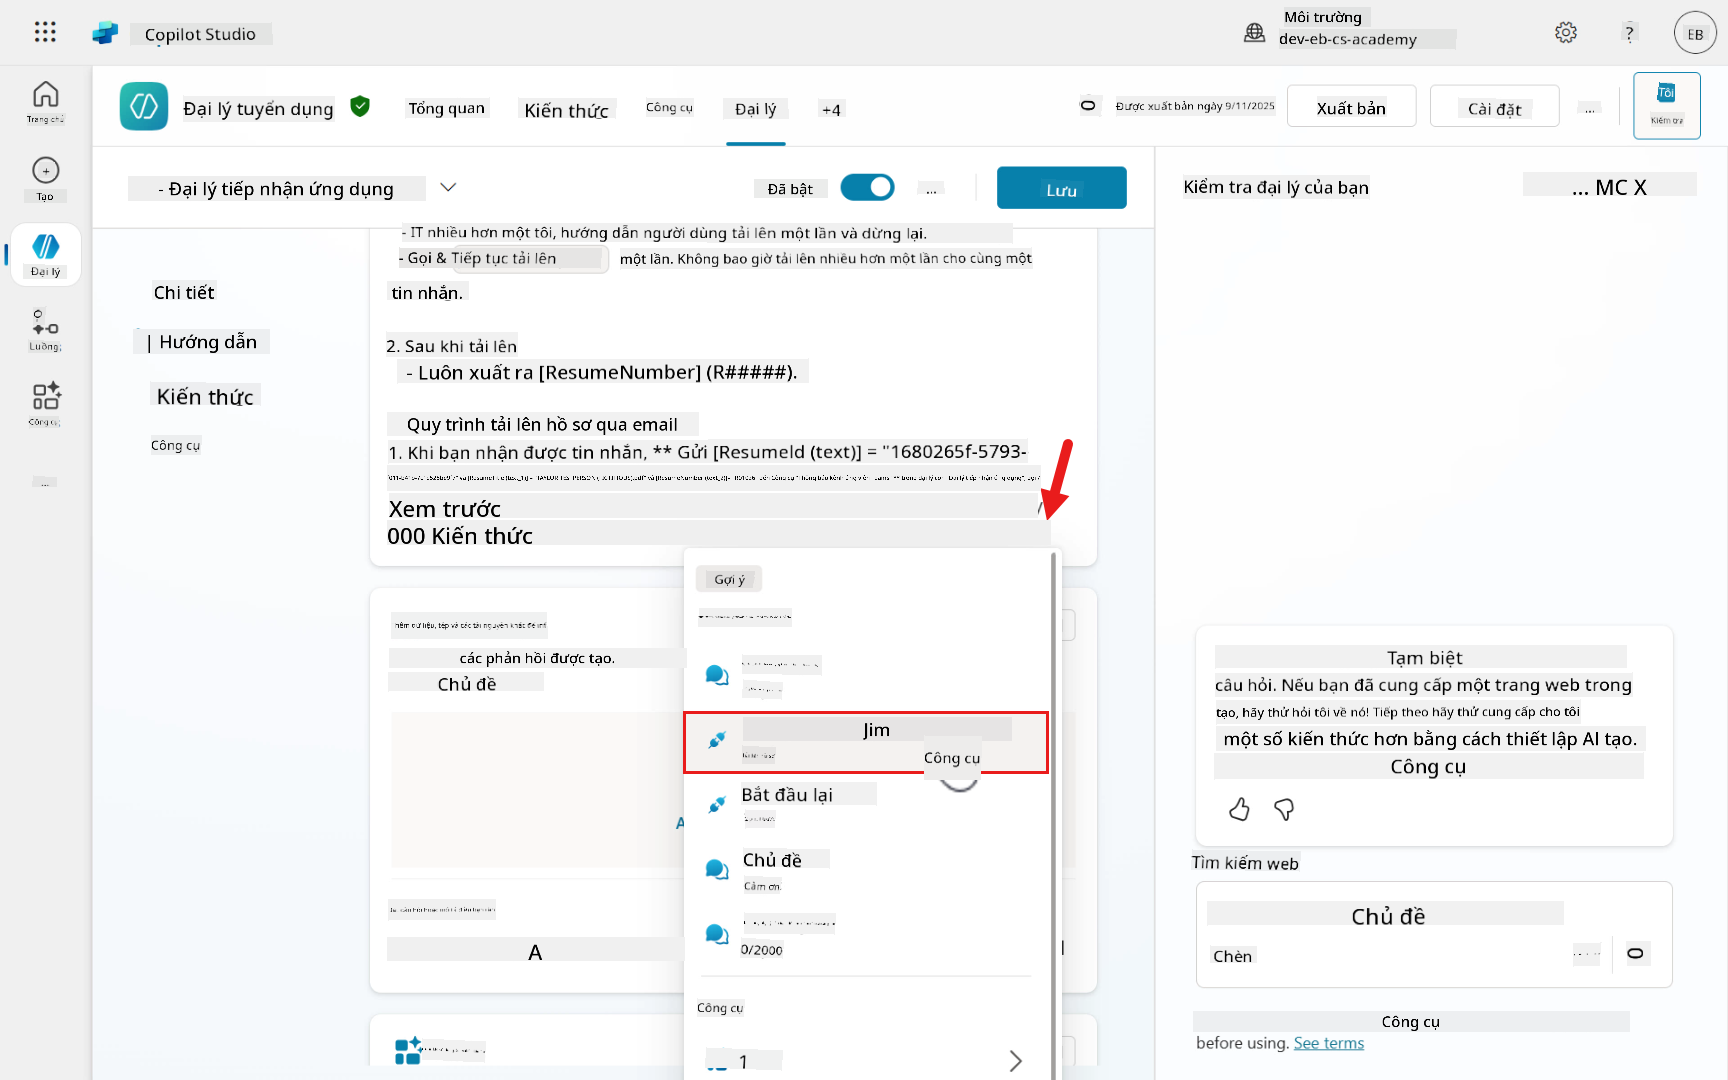 Copilot Studio
Môi trường
dev-eb-cs-academy
?
EB
Trang chủ
Tạo
Đại lý
Luồng
Công cụ
...
Đại lý tuyển dụng
Tổng quan
Kiến thức
Công cụ
Đại lý
+4
Được xuất bản ngày 9/11/2025
Xuất bản
Cài đặt
...
Tôi
Kiểm tra
- Đại lý tiếp nhận ứng dụng
Đã bật
...
Lưu
Chi tiết
| Hướng dẫn
Kiến thức
Công cụ
- IT nhiều hơn một tôi, hướng dẫn người dùng tải lên một lần và dừng lại.
- Gọi & Tiếp tục tải lên
một lần. Không bao giờ tải lên nhiều hơn một lần cho cùng một
tin nhắn.
2. Sau khi tải lên
- Luôn xuất ra [ResumeNumber] (R#####).
Quy trình tải lên hồ sơ qua email
1. Khi bạn nhận được tin nhắn, ** Gửi [ResumeId (text)] = "1680265f-5793-
Xem trước
/
000 Kiến thức
các phản hồi được tạo.
Chủ đề
A
A
Gợi ý
Jim
Công cụ
Bắt đầu lại
Chủ đề
Cảm ơn.
0/2000
Công cụ
1
Kiểm tra đại lý của bạn
... MC X
Tạm biệt
câu hỏi. Nếu bạn đã cung cấp một trang web trong
tạo, hãy thử hỏi tôi về nó! Tiếp theo hãy thử cung cấp cho tôi
một số kiến thức hơn bằng cách thiết lập AI tạo.
Công cụ
Tìm kiếm web
Chủ đề
Chèn
0
Công cụ
before using. See terms